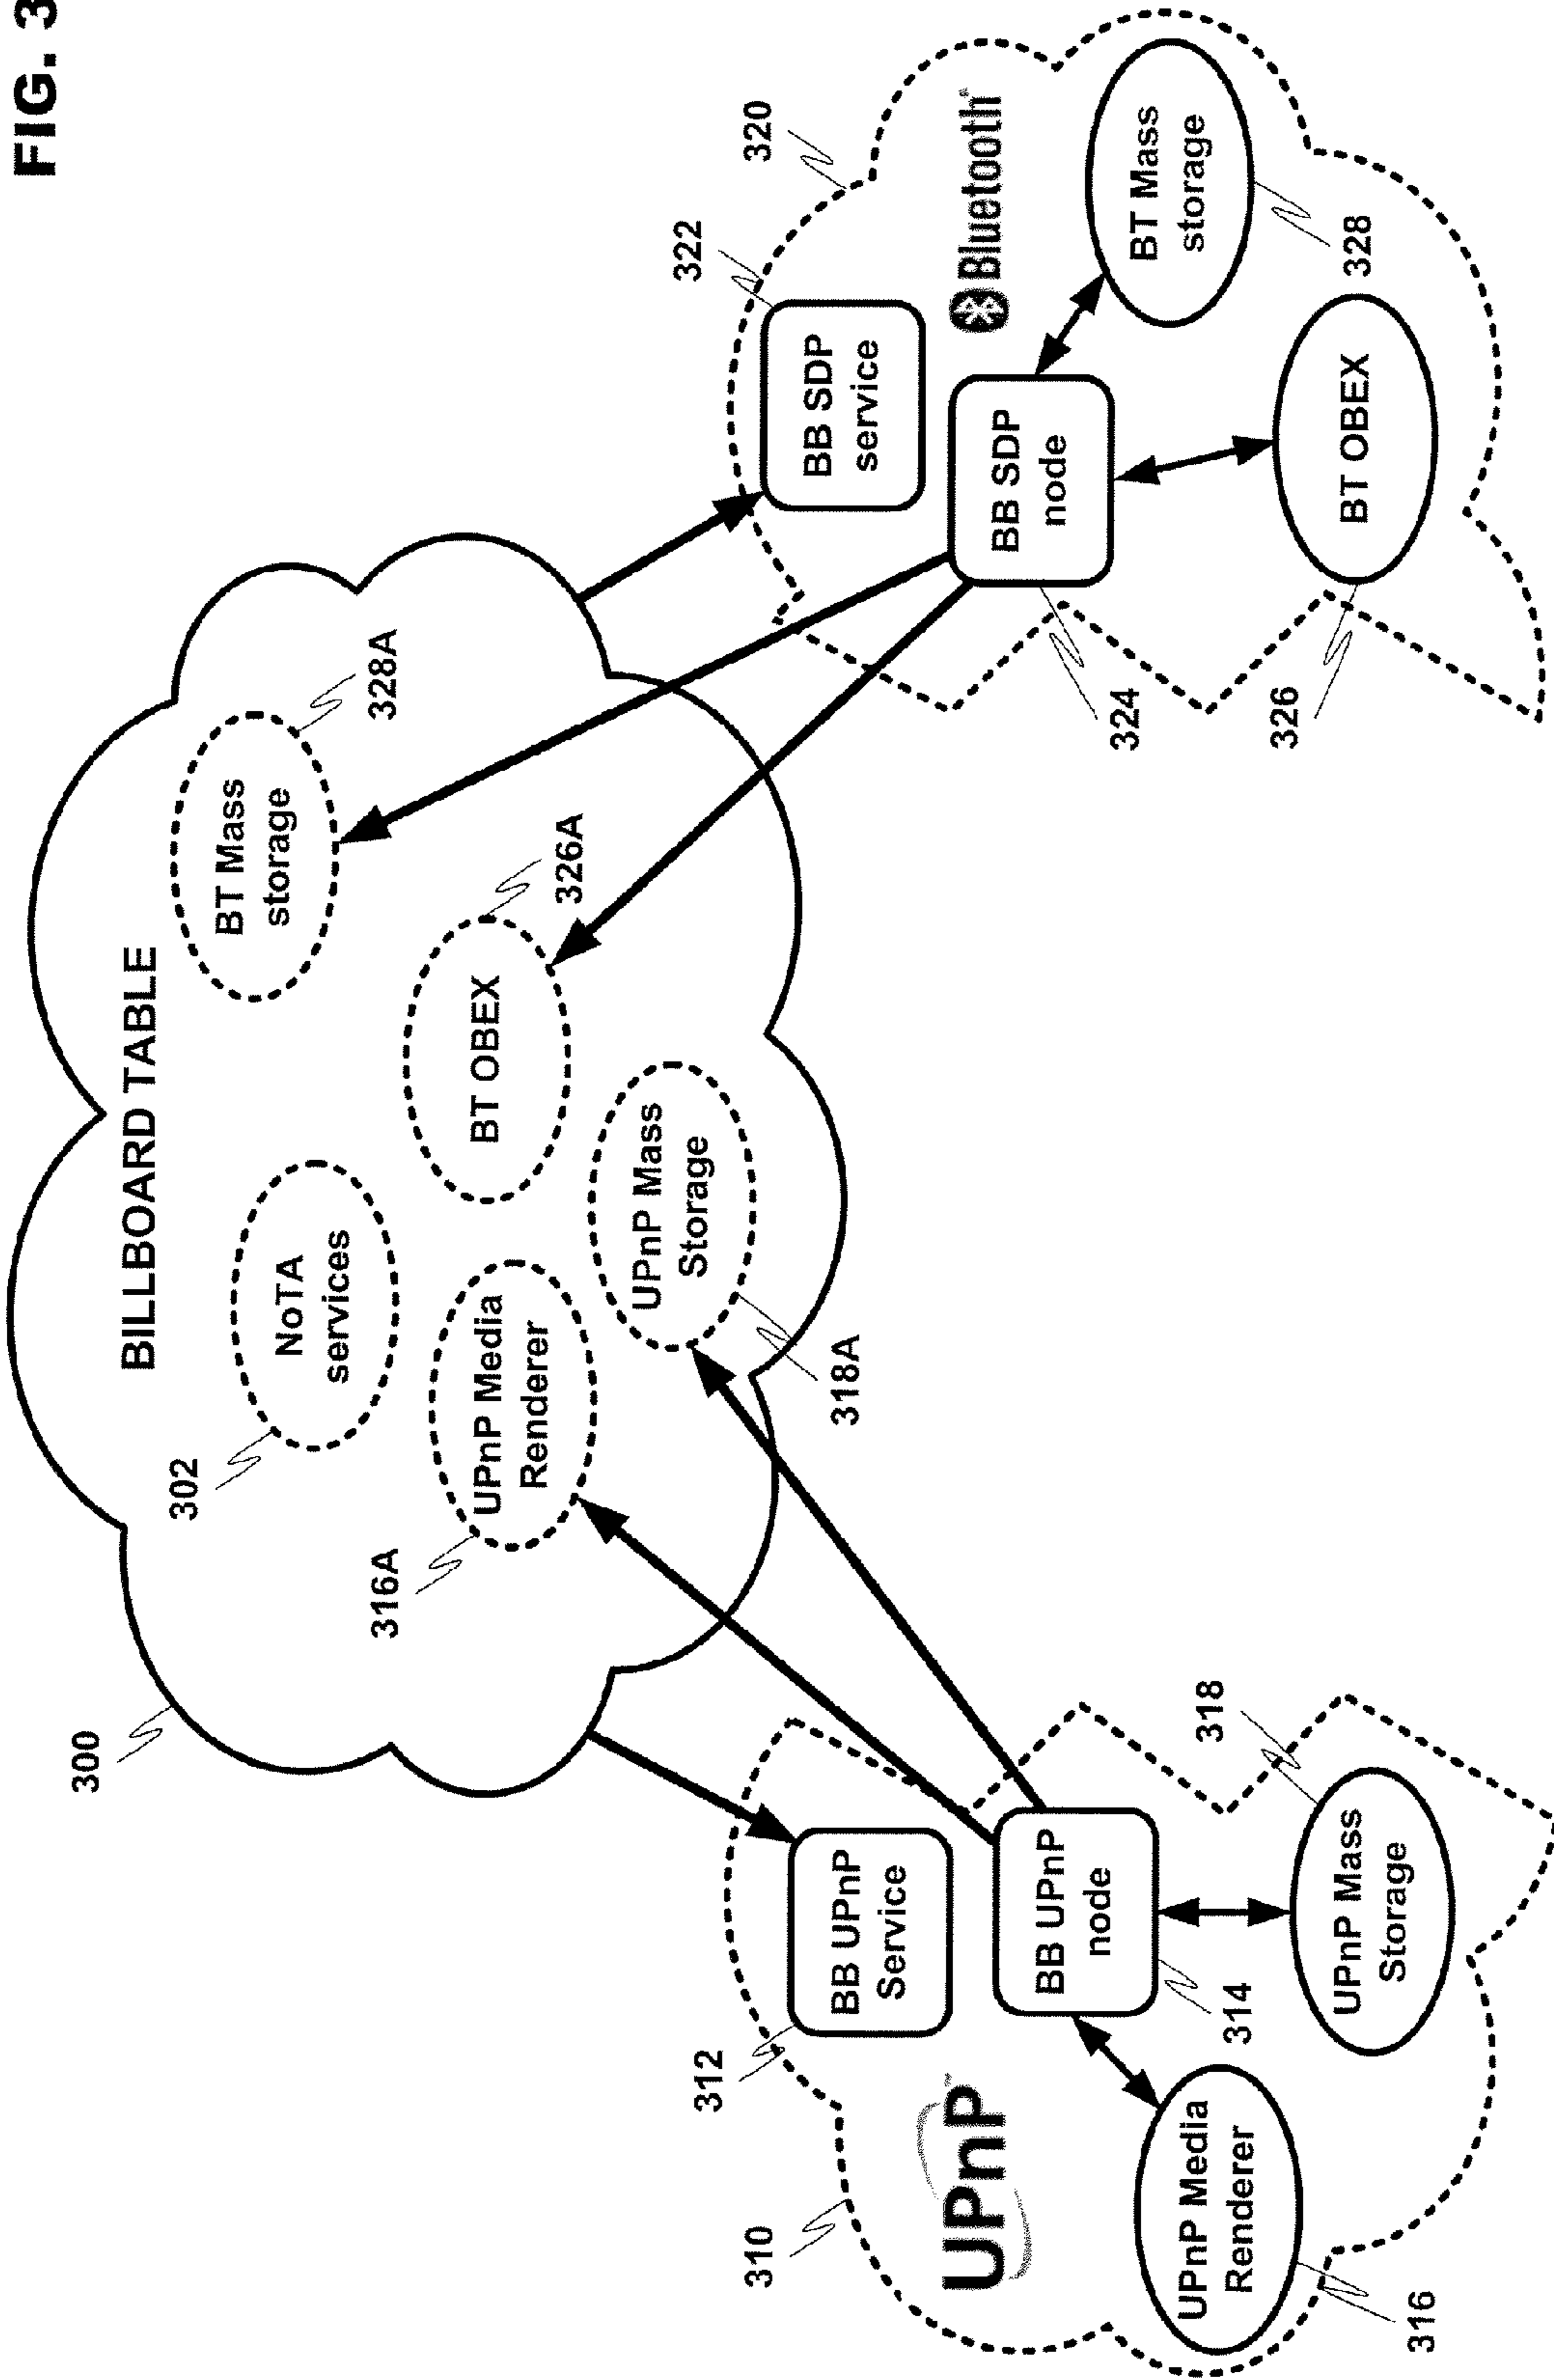 FIG. 3
BILLBOARD TABLE
300
302
NoTA
services
BT Mass
storage
328A
316A
UPnP Media
Renderer
BT OBEX
326A
UPnP Mass
Storage
318A
310
312
UPnP™
BB UPnP
Service
BB UPnP
node
314
318
UPnP Media
Renderer
316
UPnP Mass
Storage
322
320
BB SDP
service
Bluetooth®
BB SDP
node
324
BT Mass
storage
328
326
BT OBEX